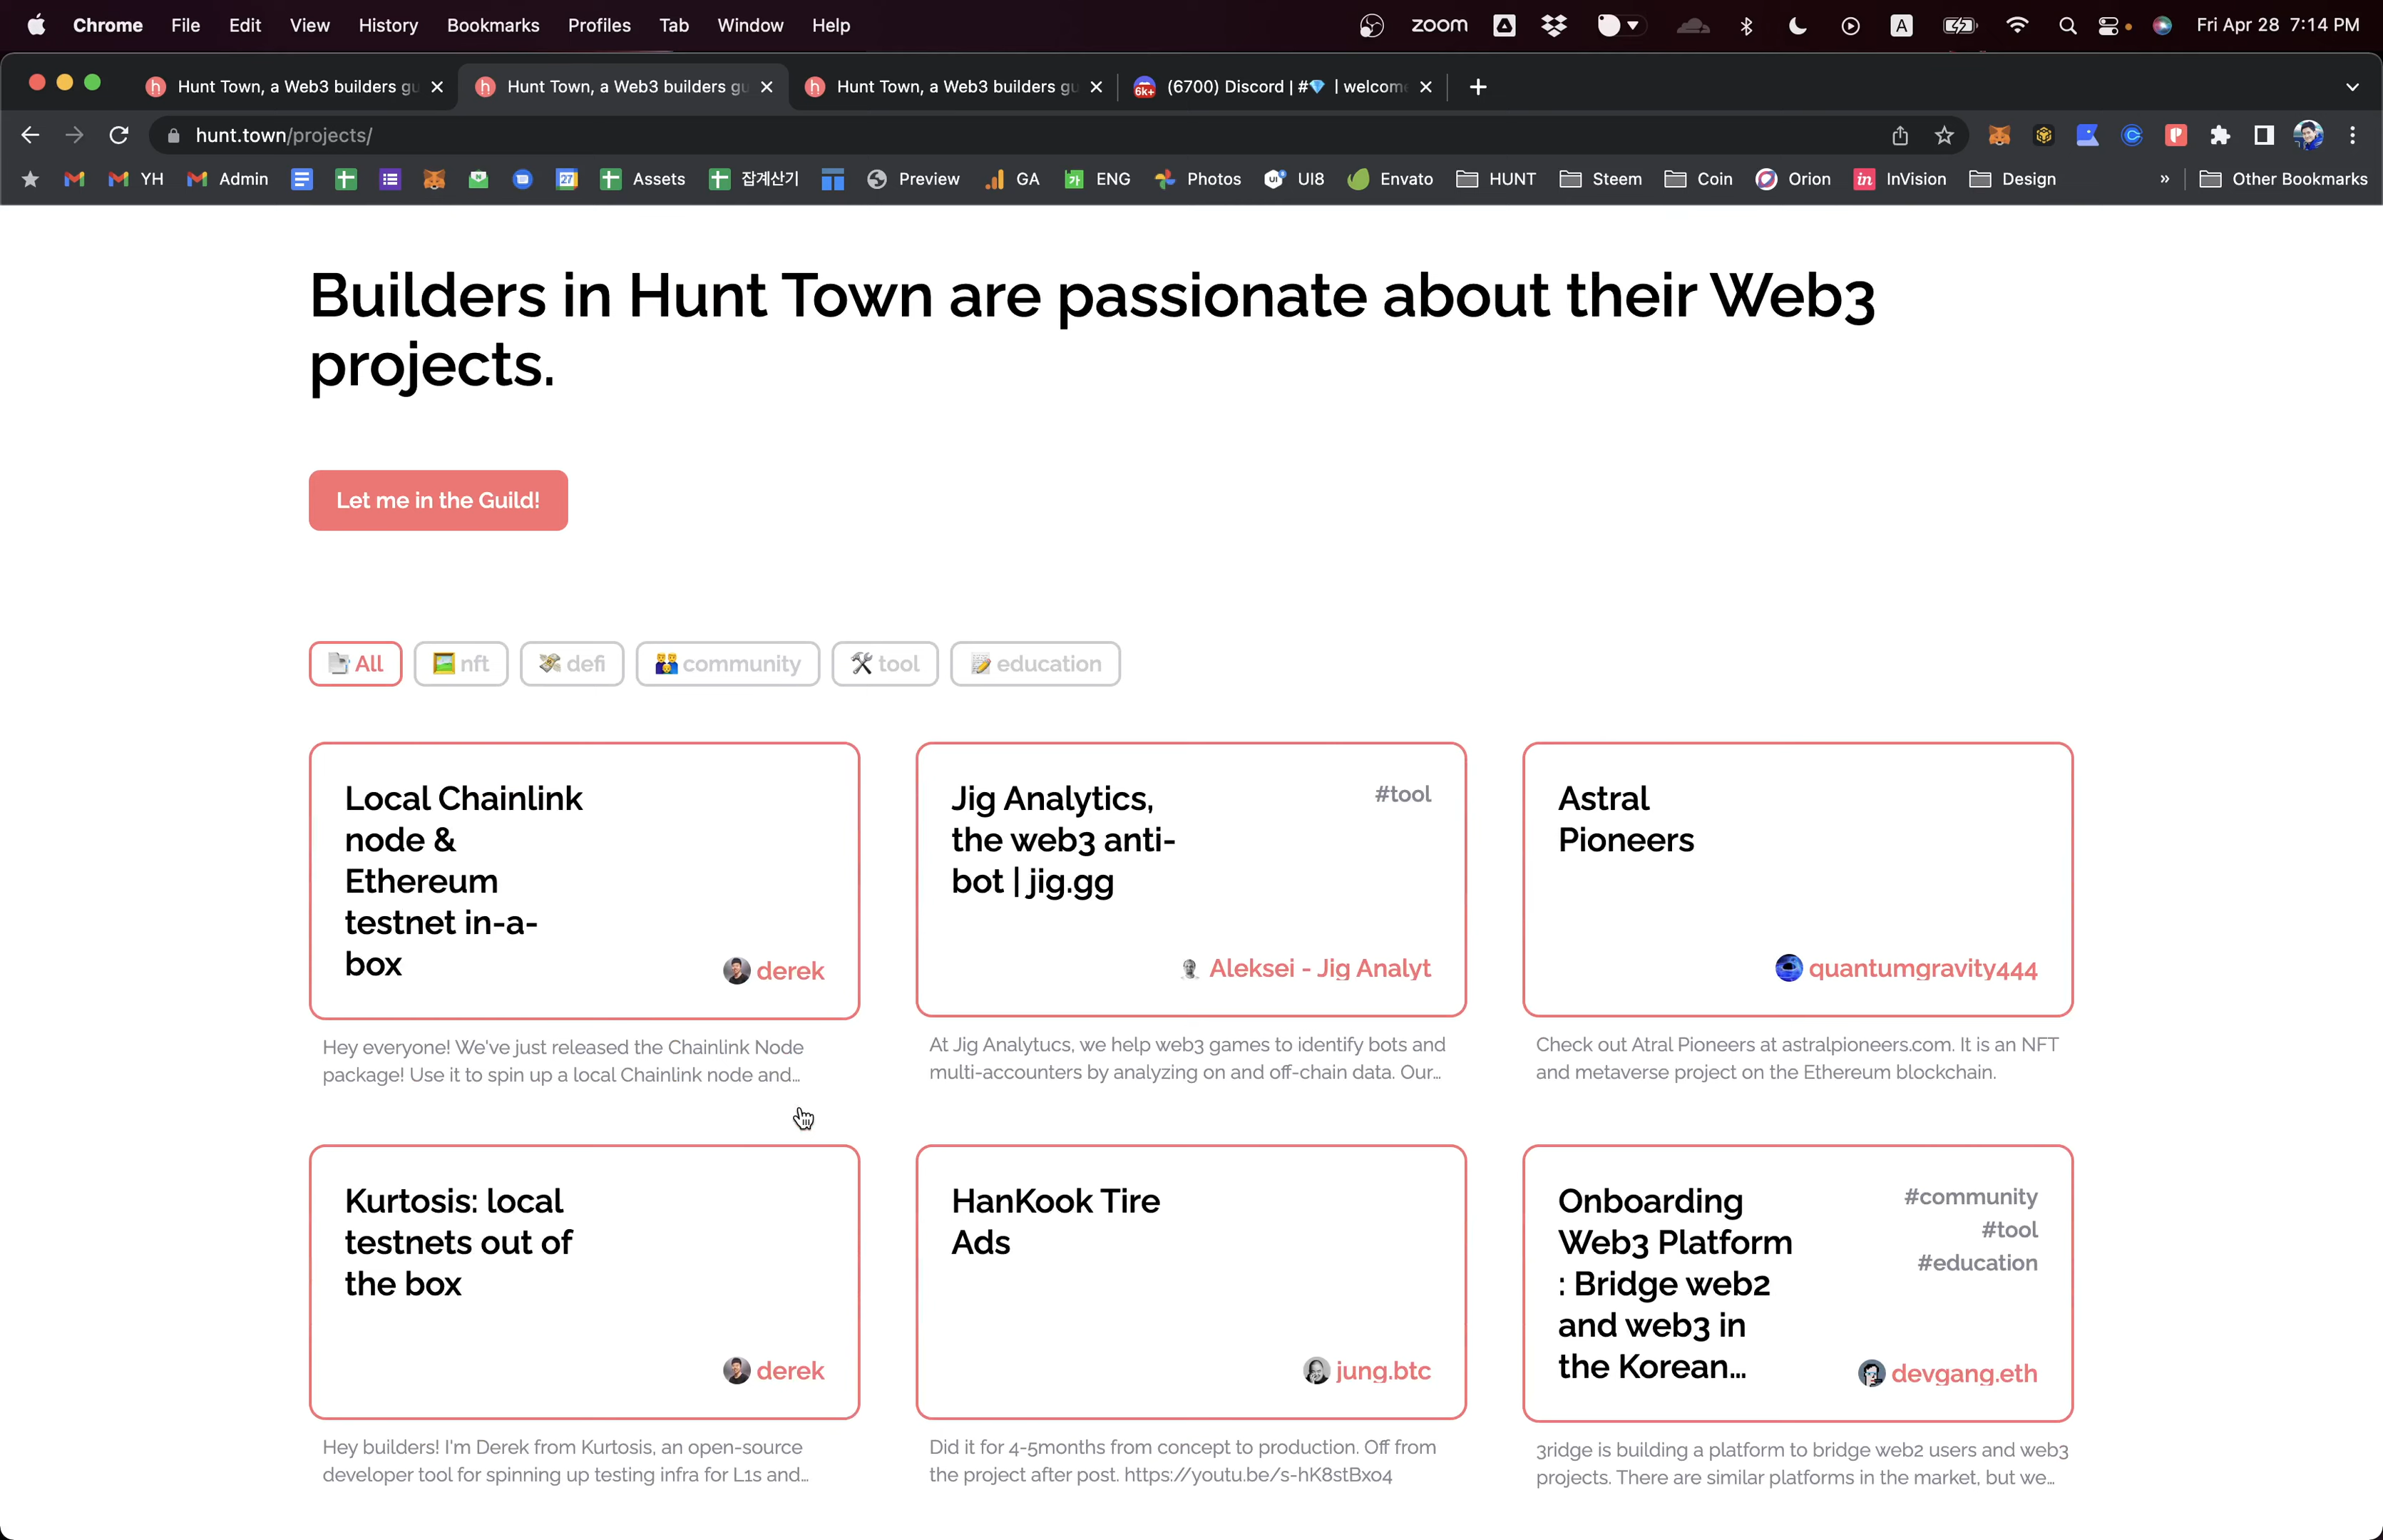 Chrome File Edit View History Bookmarks Profiles Tab Window Help zoom A Fri Apr 28 7:14 PM
Hunt Town, a Web3 builders gu Hunt Town, a Web3 builders gu Hunt Town, a Web3 builders gu 6k+ (6700) Discord | #💎 | welcom
hunt.town/projects/
YH Admin 27 Assets 잡계산기 Preview GA 가 ENG Photos UI8 Envato HUNT Steem Coin Orion in InVision Design » Other Bookmarks
Builders in Hunt Town are passionate about their Web3
projects.
Let me in the Guild!
All nft defi community tool education
Local Chainlink
node &
Ethereum
testnet in-a-
box
derek
Hey everyone! We've just released the Chainlink Node
package! Use it to spin up a local Chainlink node and...
Jig Analytics,
the web3 anti-
bot | jig.gg
#tool
Aleksei - Jig Analyt
At Jig Analytucs, we help web3 games to identify bots and
multi-accounters by analyzing on and off-chain data. Our...
Astral
Pioneers
quantumgravity444
Check out Atral Pioneers at astralpioneers.com. It is an NFT
and metaverse project on the Ethereum blockchain.
Kurtosis: local
testnets out of
the box
derek
Hey builders! I'm Derek from Kurtosis, an open-source
developer tool for spinning up testing infra for L1s and...
HanKook Tire
Ads
jung.btc
Did it for 4-5months from concept to production. Off from
the project after post. https://youtu.be/s-hK8stBxo4
Onboarding
Web3 Platform
: Bridge web2
and web3 in
the Korean...
#community
#tool
#education
devgang.eth
3ridge is building a platform to bridge web2 users and web3
projects. There are similar platforms in the market, but we...